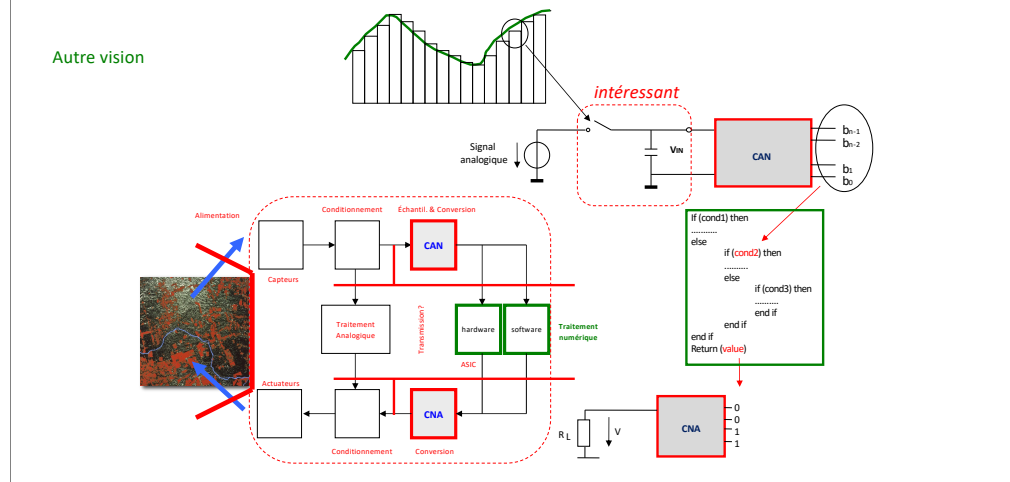 Autre vision
intéressant
Signal
analogique
VIN
CAN
bn-1
bn-2
b1
b0
Alimentation
Conditionnement
Échantil. & Conversion
CAN
Capteurs
Traitement
Analogique
Transmission?
hardware
software
Traitement
numérique
ASIC
Actuateurs
CNA
Conditionnement
Conversion
If (cond1) then
...........
else
if (cond2) then
..........
else
if (cond3) then
..........
end if
end if
end if
Return (value)
RL
V
CNA
0
0
1
1